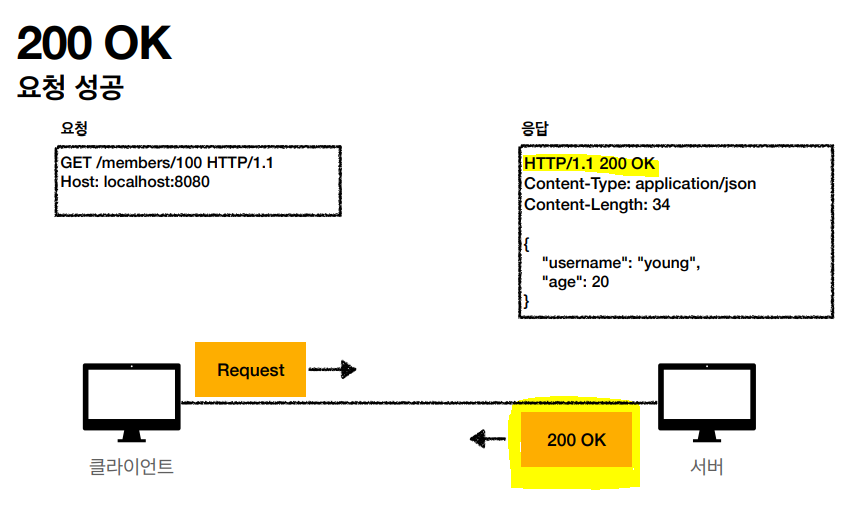 200 OK
요청 성공
요청
GET /members/100 HTTP/1.1
Host: localhost:8080
응답
HTTP/1.1 200 OK
Content-Type: application/json
Content-Length: 34
{
"username": "young",
"age": 20
}
Request
200 OK
클라이언트
서버